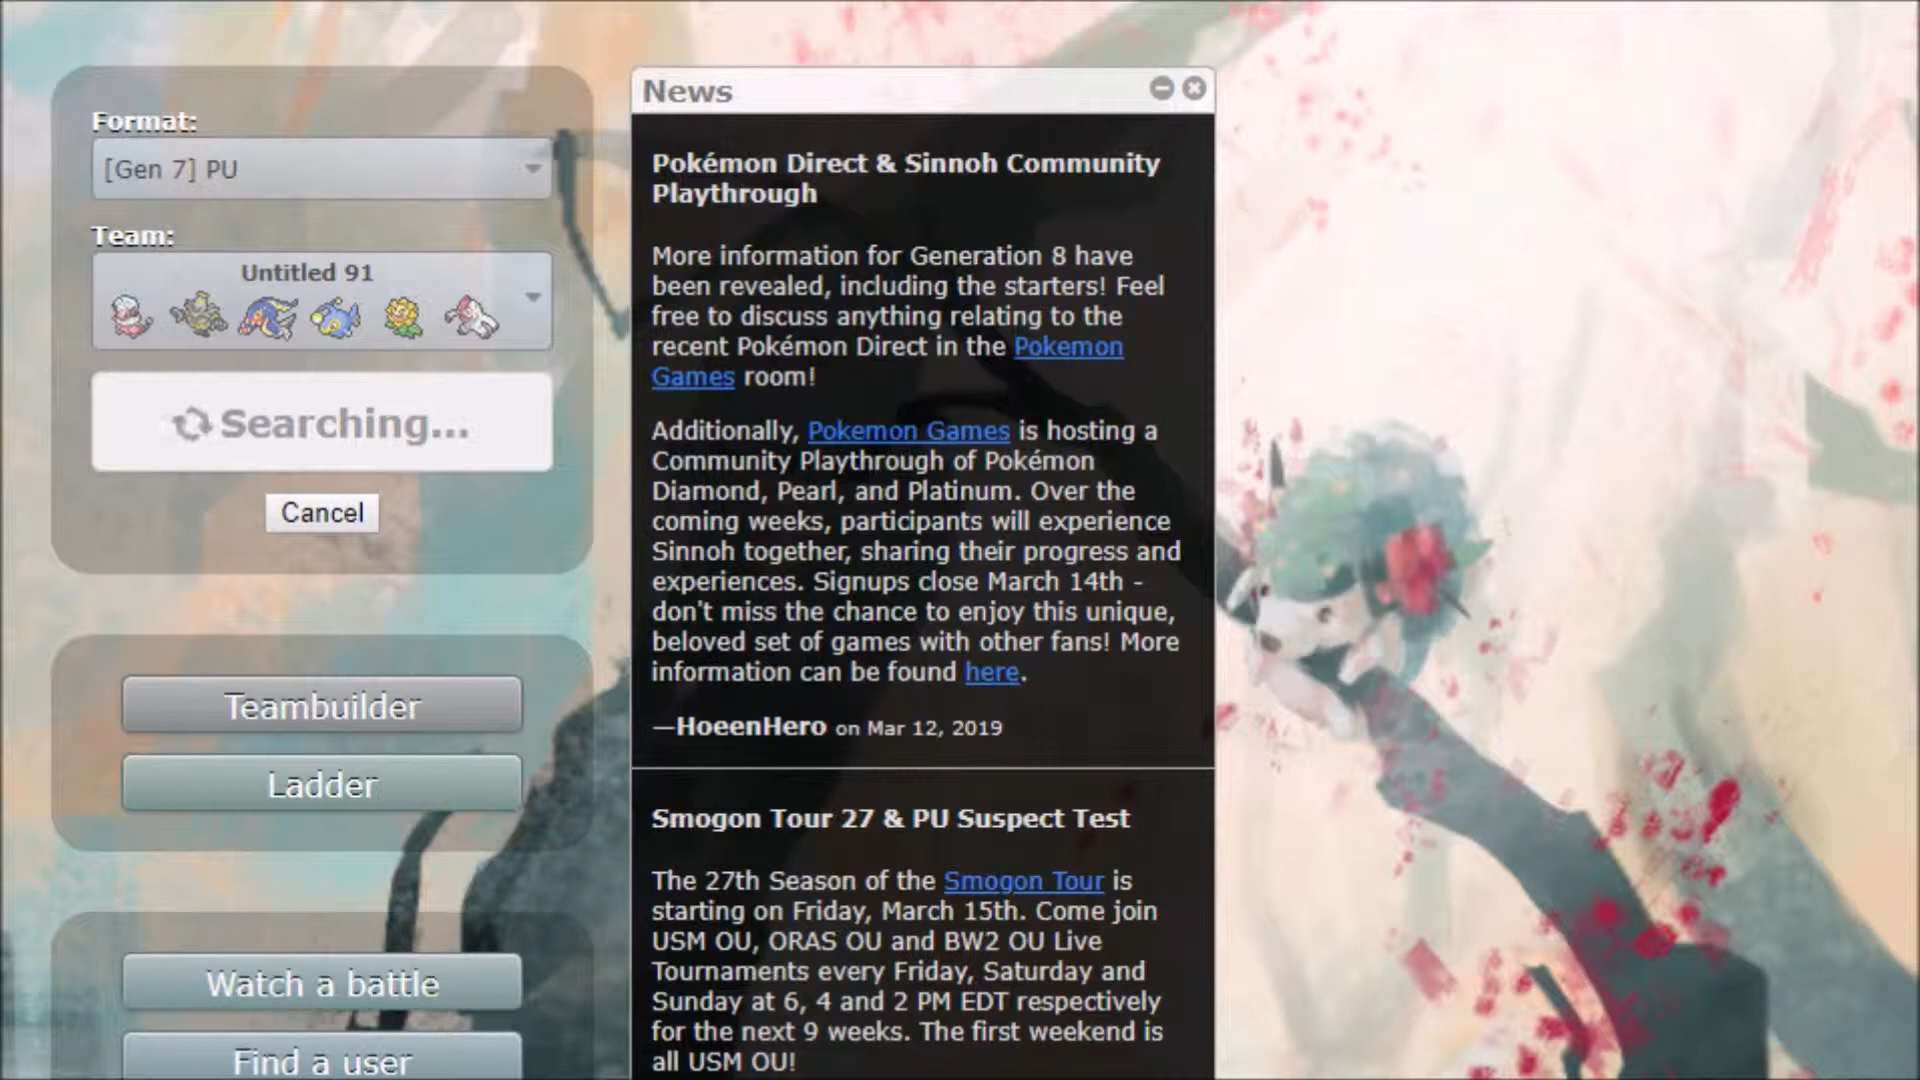 Format:
[Gen 7] PU
Team:
Untitled 91
Searching...
Cancel
Teambuilder
Ladder
Watch a battle
Find a user
News
Pokémon Direct & Sinnoh Community
Playthrough
More information for Generation 8 have
been revealed, including the starters! Feel
free to discuss anything relating to the
recent Pokémon Direct in the Pokemon
Games room!
Additionally, Pokemon Games is hosting a
Community Playthrough of Pokémon
Diamond, Pearl, and Platinum. Over the
coming weeks, participants will experience
Sinnoh together, sharing their progress and
experiences. Signups close March 14th -
don't miss the chance to enjoy this unique,
beloved set of games with other fans! More
information can be found here.
—HoeenHero on Mar 12, 2019
Smogon Tour 27 & PU Suspect Test
The 27th Season of the Smogon Tour is
starting on Friday, March 15th. Come join
USM OU, ORAS OU and BW2 OU Live
Tournaments every Friday, Saturday and
Sunday at 6, 4 and 2 PM EDT respectively
for the next 9 weeks. The first weekend is
all USM OU!